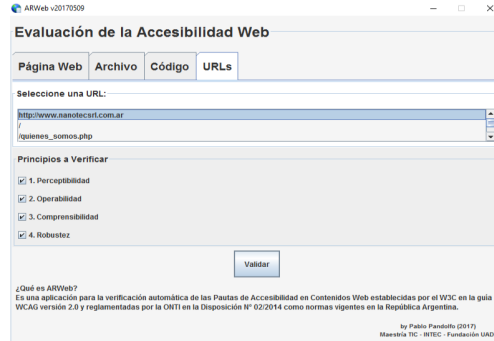 ARWeb v20170509
Evaluación de la Accesibilidad Web
Página Web Archivo Código URLs
Seleccione una URL:
http://www.nanotecsrl.com.ar
/
/quienes_somos.php
Principios a Verificar
1. Perceptibilidad
2. Operabilidad
3. Comprensibilidad
4. Robustez
Validar
¿Qué es ARWeb?
Es una aplicación para la verificación automática de las Pautas de Accesibilidad en Contenidos Web establecidas por el W3C en la guía
WCAG versión 2.0 y reglamentadas por la ONTI en la Disposición N° 02/2014 como normas vigentes en la República Argentina.
by Pablo Pandolfo (2017)
Maestría TIC - INTEC - Fundación UAD